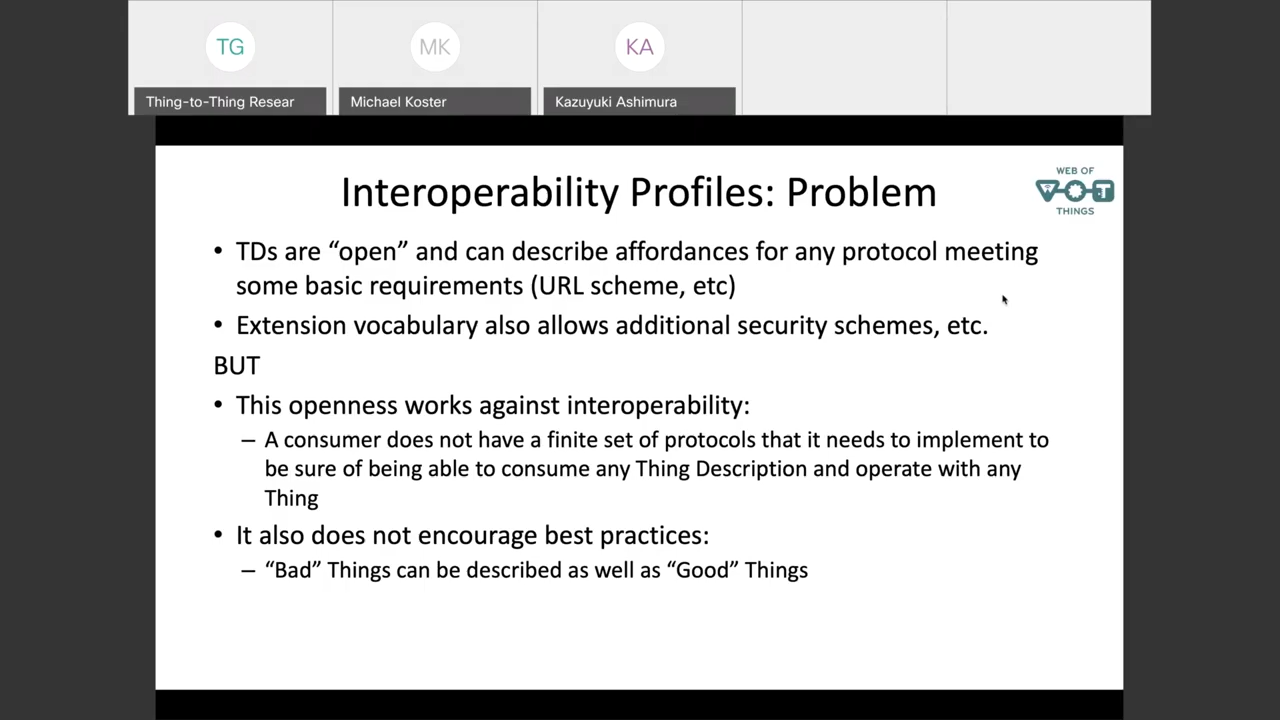 TG
MK
KA
Thing-to-Thing Resear
Michael Koster
Kazuyuki Ashimura
Interoperability Profiles: Problem
WEB OF
WOT
THINGS
• TDs are “open” and can describe affordances for any protocol meeting
some basic requirements (URL scheme, etc)
• Extension vocabulary also allows additional security schemes, etc.
BUT
• This openness works against interoperability:
– A consumer does not have a finite set of protocols that it needs to implement to
be sure of being able to consume any Thing Description and operate with any
Thing
• It also does not encourage best practices:
– “Bad” Things can be described as well as “Good” Things